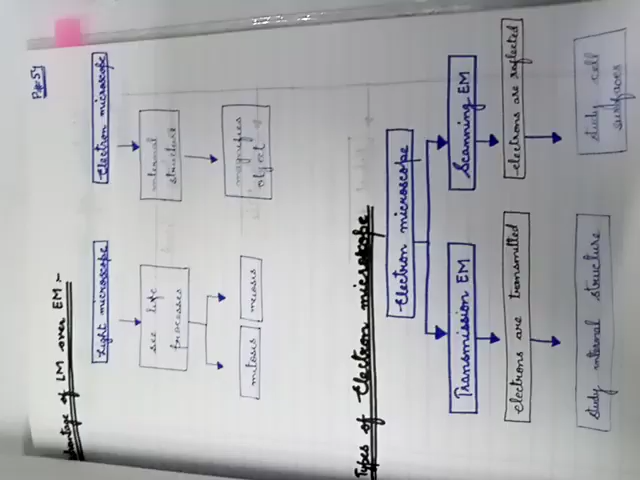 Pg:54
Advantage of LM over EM:-
Light microscope
Electron microscope
see life
processes
internal
structure
mitosis
meiosis
magnifies
object
Types of Electron microscope
Electron microscope
Transmission EM
Scanning EM
electrons are transmitted
electrons are reflected
study internal structure
study cell
surfaces